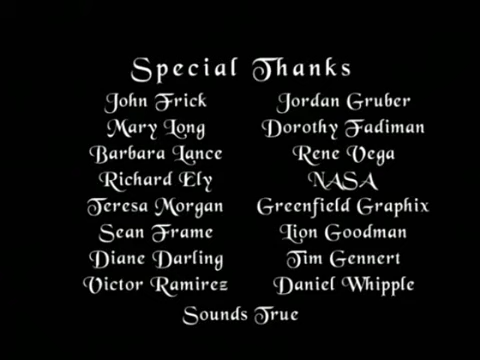 Special Thanks
John Frick Jordan Gruber
Mary Long Dorothy Fadiman
Barbara Lance Rene Vega
Richard Ely NASA
Teresa Morgan Greenfield Graphix
Sean Frame Lion Goodman
Diane Darling Tim Gennert
Victor Ramirez Daniel Whipple
Sounds True